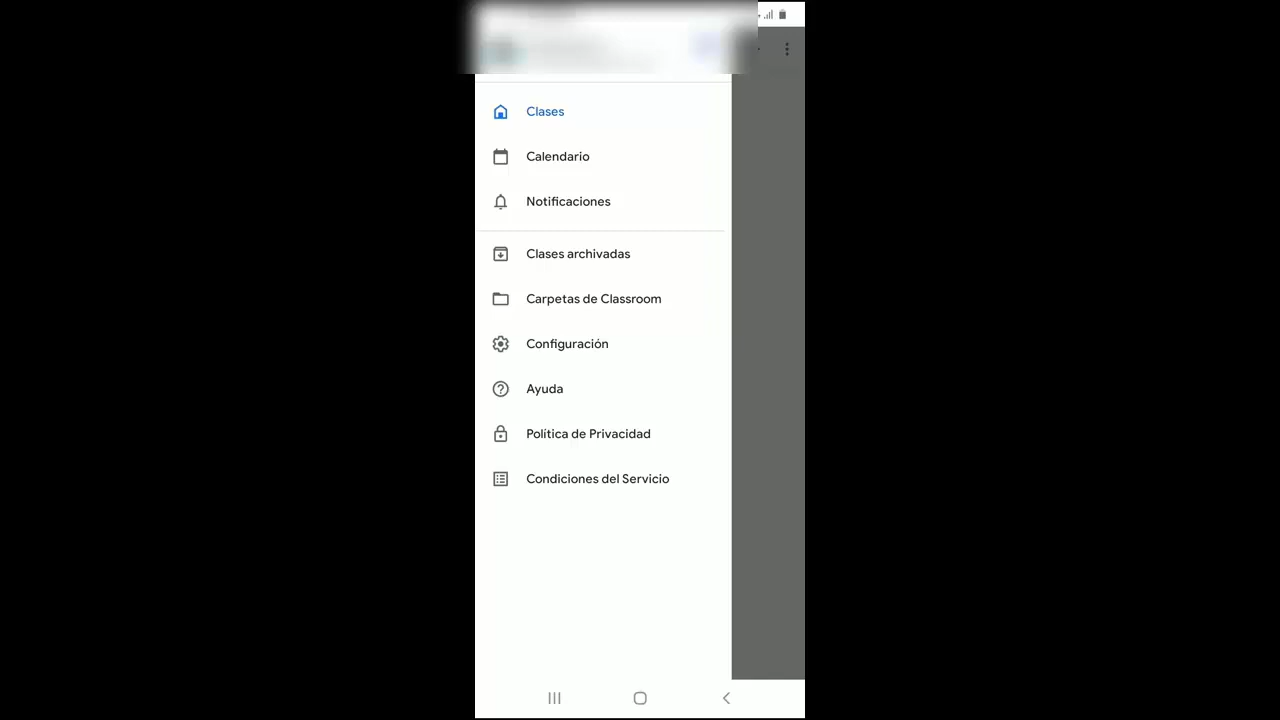 Clases
Calendario
Notificaciones
Clases archivadas
Carpetas de Classroom
Configuración
Ayuda
Política de Privacidad
Condiciones del Servicio